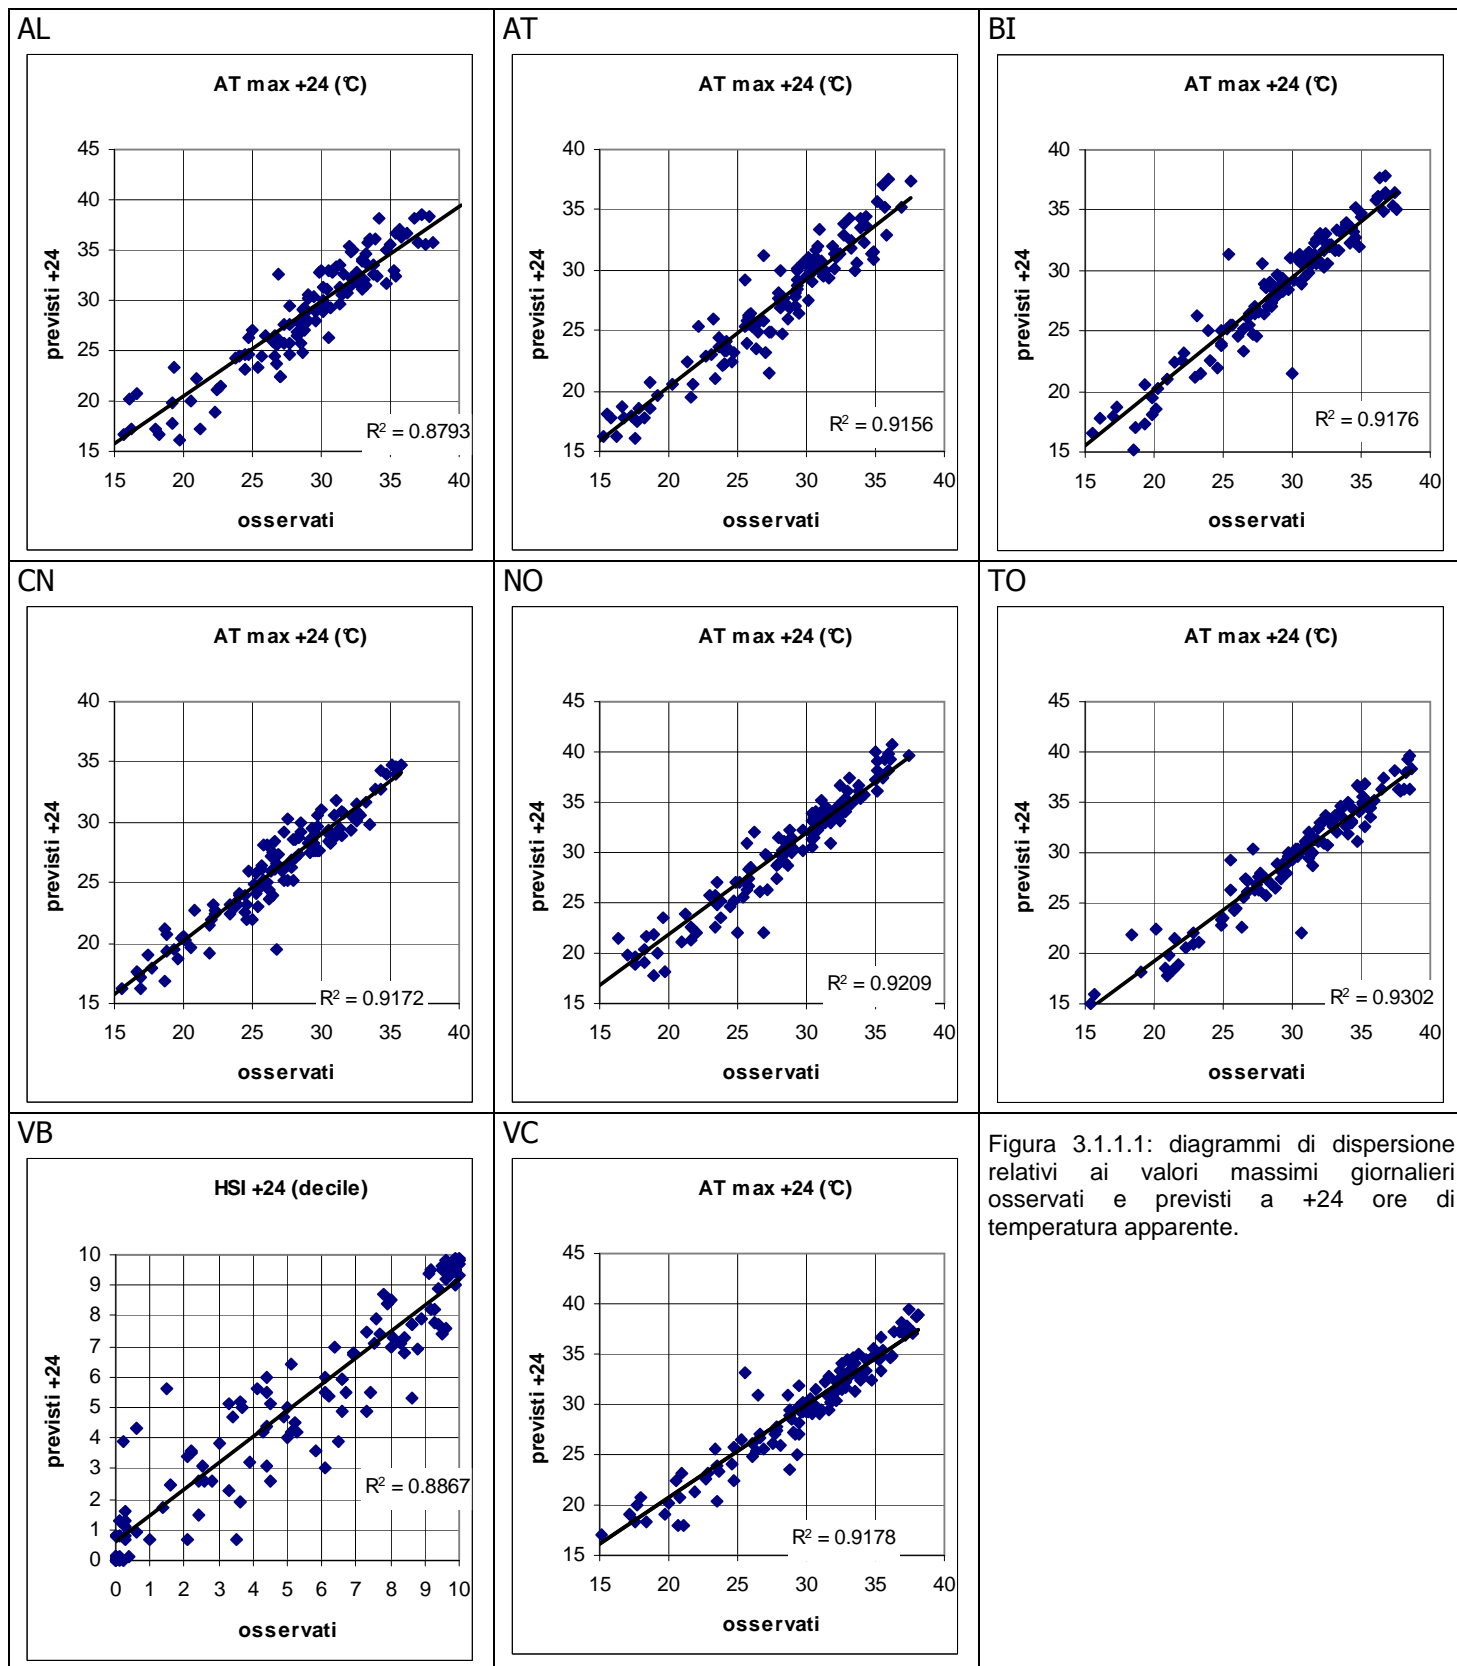 AL
AT max +24 (°C)
45
40
35
30
25
20
15
15 20 25 30 35 40
previsti +24
osservati
R² = 0.8793
AT
AT max +24 (°C)
40
35
30
25
20
15
15 20 25 30 35 40
previsti +24
osservati
R² = 0.9156
BI
AT max +24 (°C)
40
35
30
25
20
15
15 20 25 30 35 40
previsti +24
osservati
R² = 0.9176
CN
AT max +24 (°C)
40
35
30
25
20
15
15 20 25 30 35 40
previsti +24
osservati
R² = 0.9172
NO
AT max +24 (°C)
45
40
35
30
25
20
15
15 20 25 30 35 40
previsti +24
osservati
R² = 0.9209
TO
AT max +24 (°C)
45
40
35
30
25
20
15
15 20 25 30 35 40
previsti +24
osservati
R² = 0.9302
VB
HSI +24 (decile)
10
9
8
7
6
5
4
3
2
1
0
0 1 2 3 4 5 6 7 8 9 10
previsti +24
osservati
R² = 0.8867
VC
AT max +24 (°C)
45
40
35
30
25
20
15
15 20 25 30 35 40
previsti +24
osservati
R² = 0.9178
Figura 3.1.1.1: diagrammi di dispersione
relativi ai valori massimi giornalieri
osservati e previsti a +24 ore di
temperatura apparente.